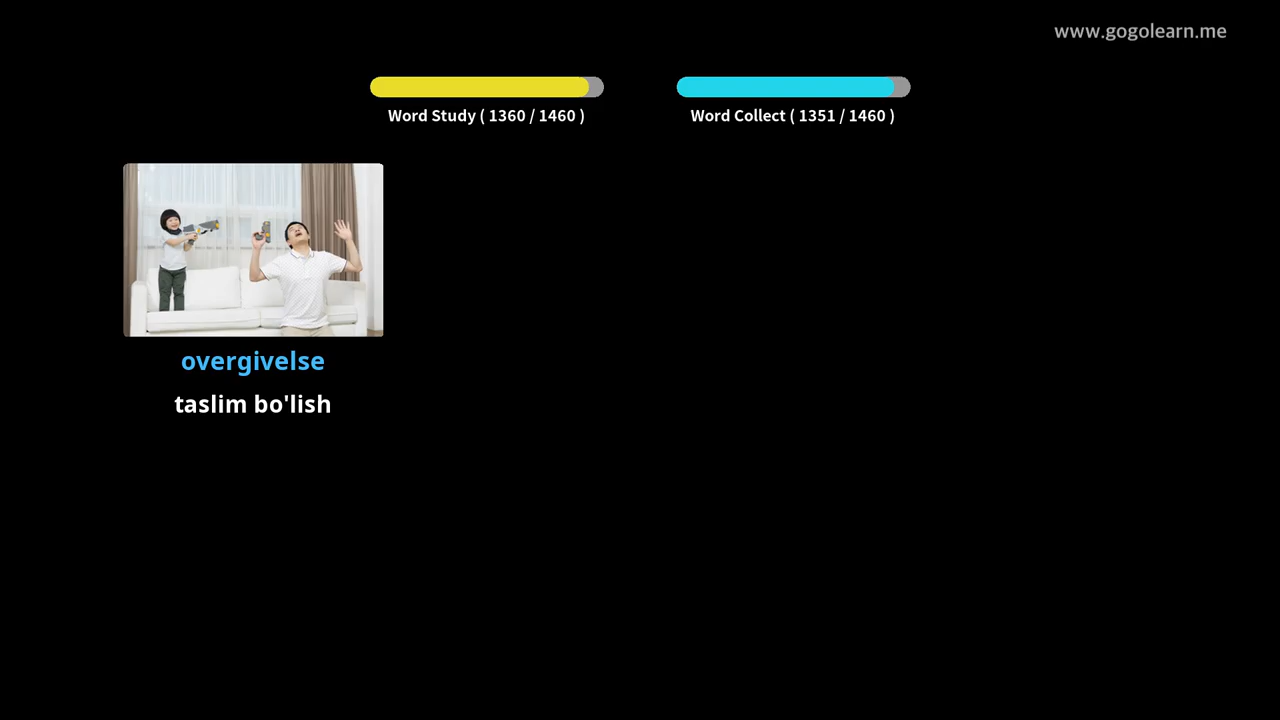 www.gogolearn.me
Word Study ( 1360 / 1460 )
Word Collect ( 1351 / 1460 )
overgivelse
taslim bo'lish